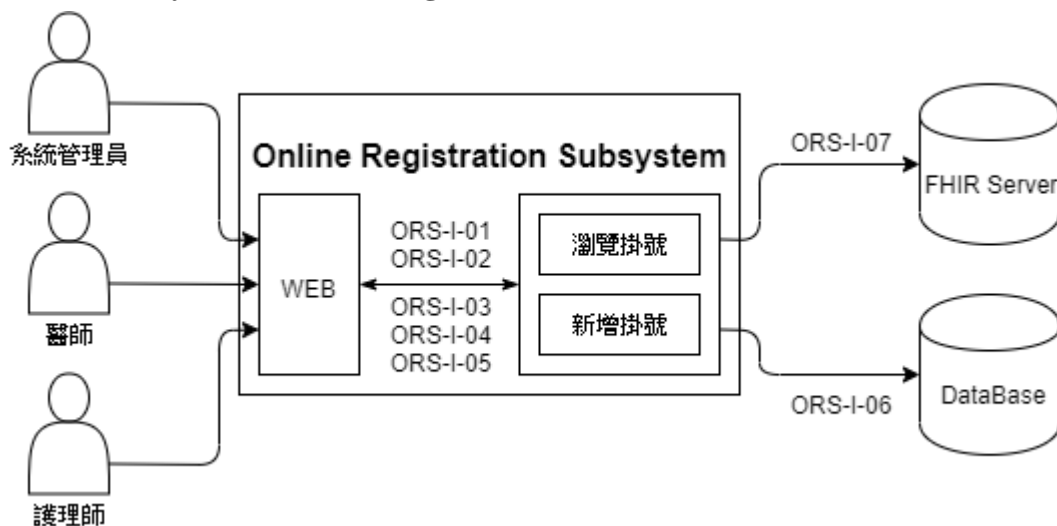 系統管理員
醫師
護理師
Online Registration Subsystem
WEB
ORS-I-01
ORS-I-02
ORS-I-03
ORS-I-04
ORS-I-05
瀏覽掛號
新增掛號
ORS-I-07
FHIR Server
ORS-I-06
DataBase